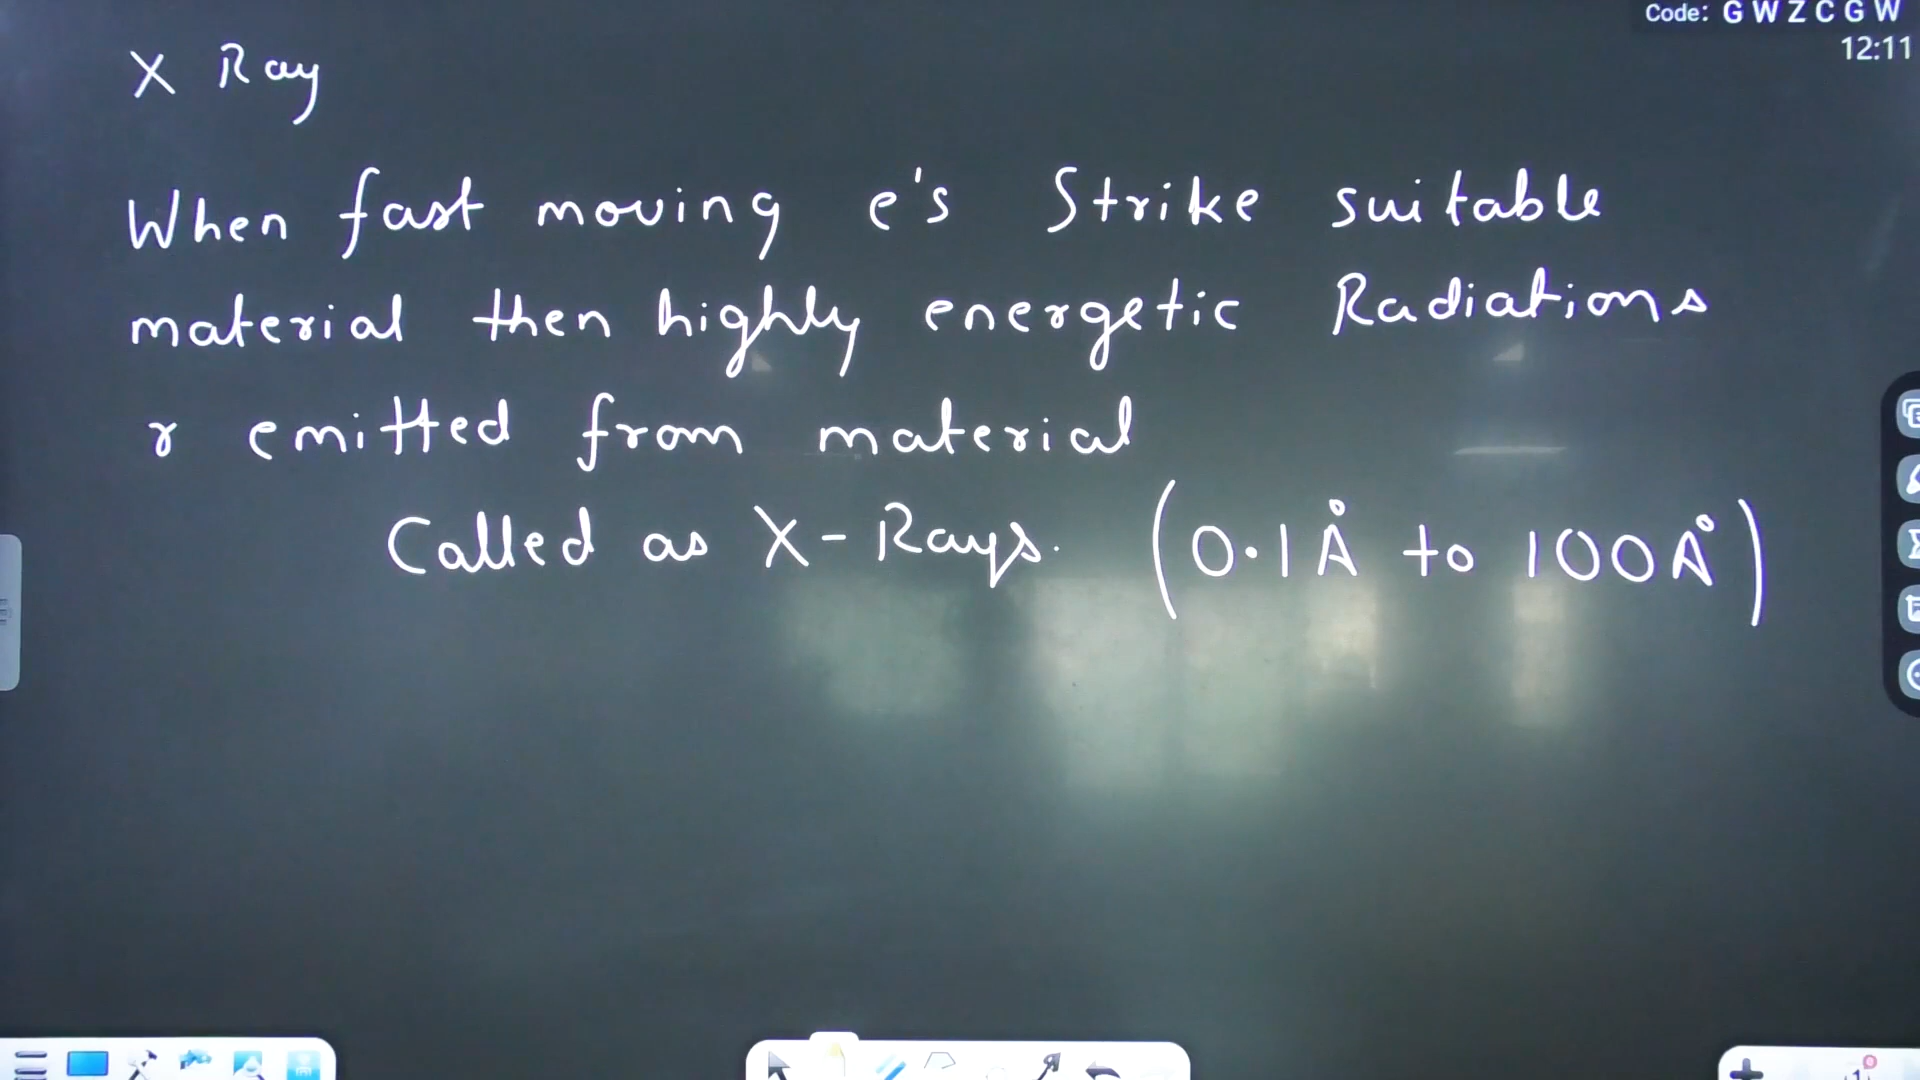 Code: G W Z C G W
12:11
X Ray
When fast moving e's Strike suitable
material then highly energetic Radiations
r emitted from material
Called as X-Rays. (0.1Å to 100Å)